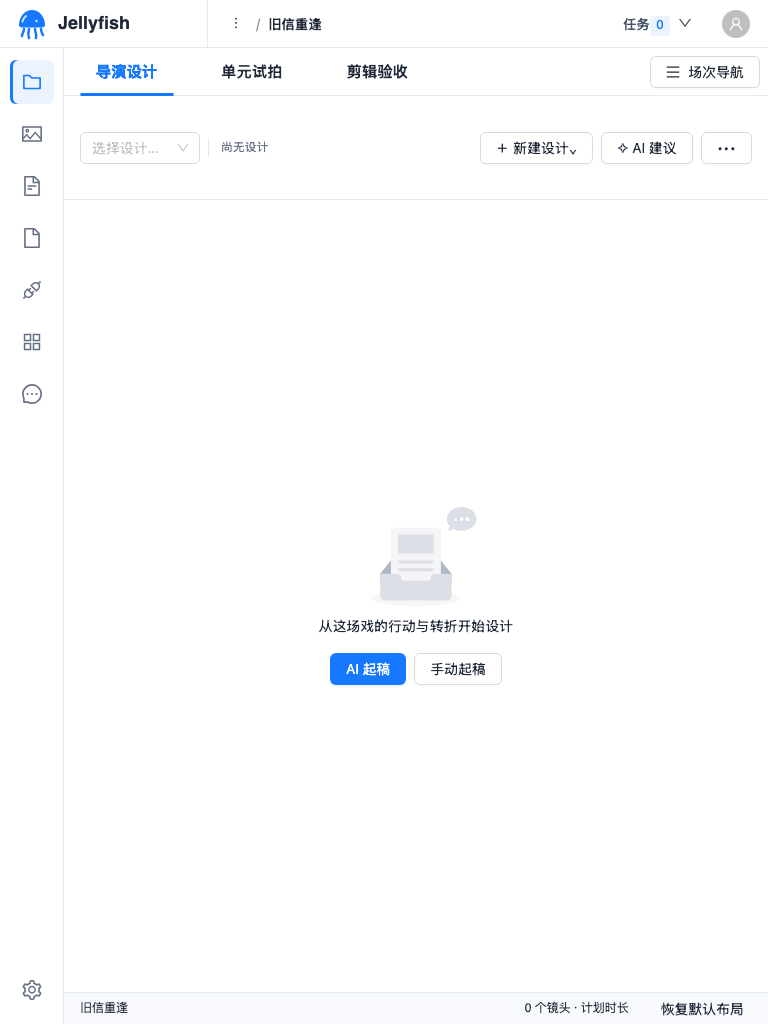 Jellyfish
/ 旧信重逢
任务 0
导演设计 单元试拍 剪辑验收 场次导航
选择设计... 尚无设计 新建设计 AI 建议
从这场戏的行动与转折开始设计
AI 起稿 手动起稿
旧信重逢 0 个镜头 · 计划时长 恢复默认布局